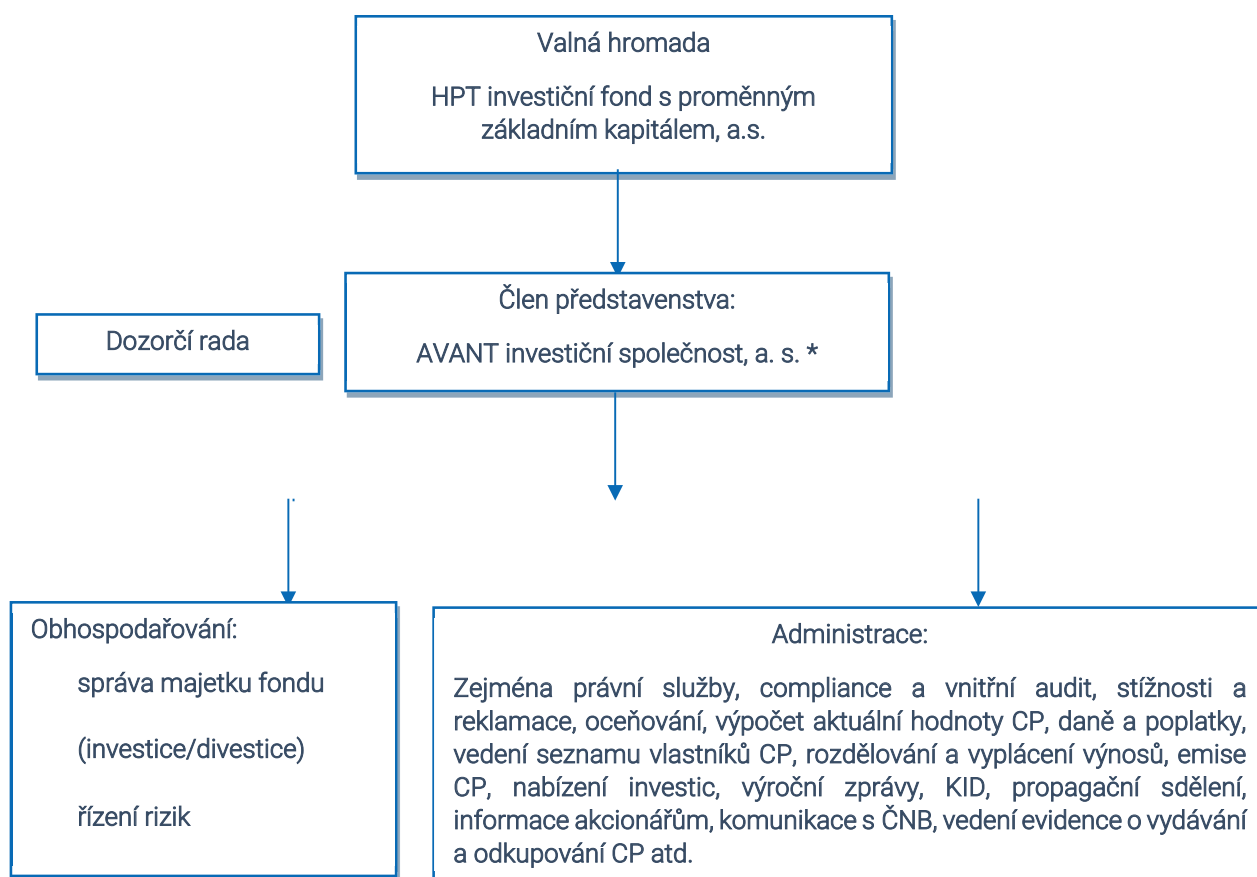 Valná hromada
HPT investiční fond s proměnným
základním kapitálem, a.s.
Člen představenstva:
AVANT investiční společnost, a. s. *
Dozorčí rada
Obhospodařování:
správa majetku fondu
(investice/divestice)
řízení rizik
Administrace:
Zejména právní služby, compliance a vnitřní audit, stížnosti a
reklamace, oceňování, výpočet aktuální hodnoty CP, daně a poplatky,
vedení seznamu vlastníků CP, rozdělování a vyplácení výnosů, emise
CP, nabízení investic, výroční zprávy, KID, propagační sdělení,
informace akcionářům, komunikace s ČNB, vedení evidence o vydávání
a odkupování CP atd.